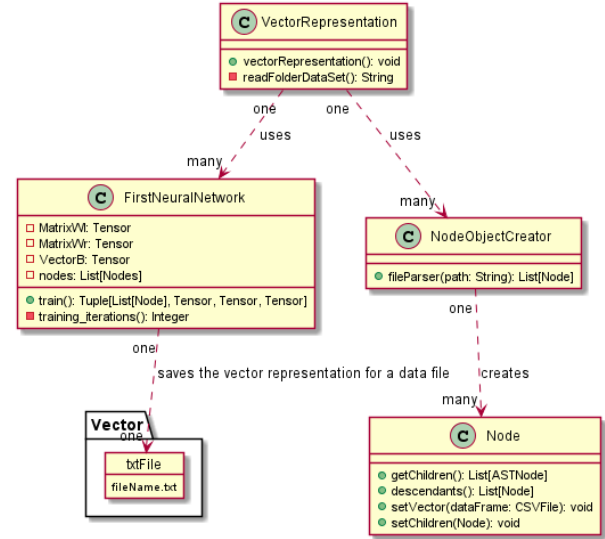 C VectorRepresentation
vectorRepresentation(): void
readFolderDataSet(): String
one
one
uses
uses
many
many
C FirstNeuralNetwork
MatrixWl: Tensor
MatrixWr: Tensor
VectorB: Tensor
nodes: List[Nodes]
train(): Tuple[List[Node], Tensor, Tensor, Tensor]
training_iterations(): Integer
C NodeObjectCreator
fileParser(path: String): List[Node]
one
one
saves the vector representation for a data file
creates
many
Vector
one
txtFile
fileName.txt
C Node
getChildren(): List[ASTNode]
descendants(): List[Node]
setVector(dataFrame: CSVFile): void
setChildren(Node): void